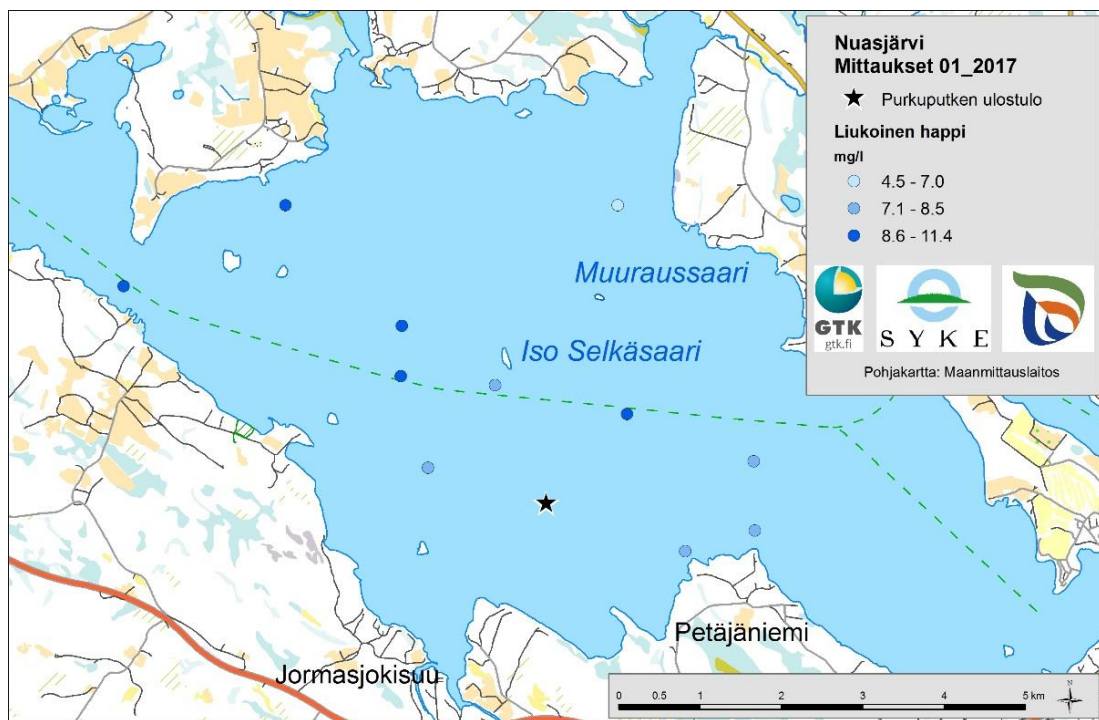 Nuasjärvi
Mittaukset 01_2017
Purkuputken ulostulo
Liukoinen happi
mg/l
4.5 - 7.0
7.1 - 8.5
8.6 - 11.4
GTK
gtk.fi
SYKE
Pohjakartta: Maanmittauslaitos
Muuraussaari
Iso Selkäsaari
Petäjäniemi
Jormasjokisuu
0 0.5 1 2 3 4 5 km
N